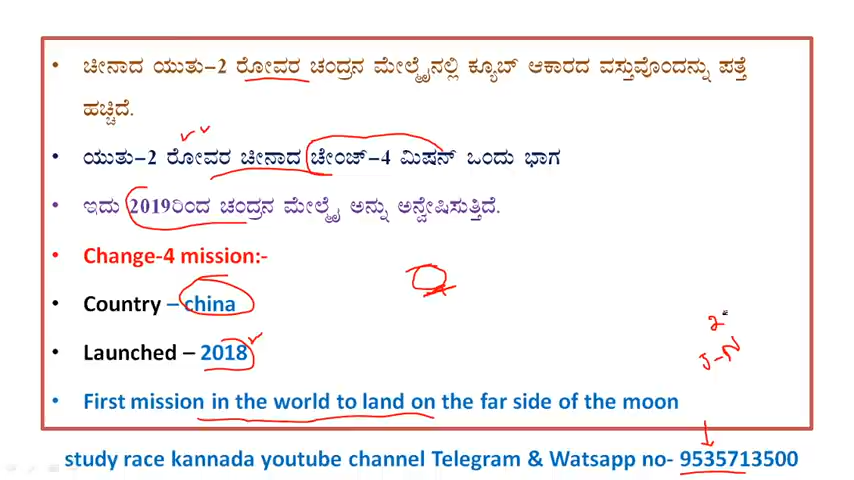 • ಚೀನಾದ ಯುತು-2 ರೋವರ ಚಂದ್ರನ ಮೇಲ್ಮೈನಲ್ಲಿ ಕ್ಯೂಬ್ ಆಕಾರದ ವಸ್ತುವೊಂದನ್ನು ಪತ್ತೆ
ಹಚ್ಚಿದೆ.
• ಯುತು-2 ರೋವರ ಚೀನಾದ ಚೇಂಜ್-4 ಮಿಷನ್ ಒಂದು ಭಾಗ
• ಇದು 2019ರಿಂದ ಚಂದ್ರನ ಮೇಲ್ಮೈ ಅನ್ನು ಅನ್ವೇಷಿಸುತ್ತಿದೆ.
• Change-4 mission:-
• Country – china
• Launched – 2018
• First mission in the world to land on the far side of the moon
study race kannada youtube channel Telegram & Watsapp no- 9535713500